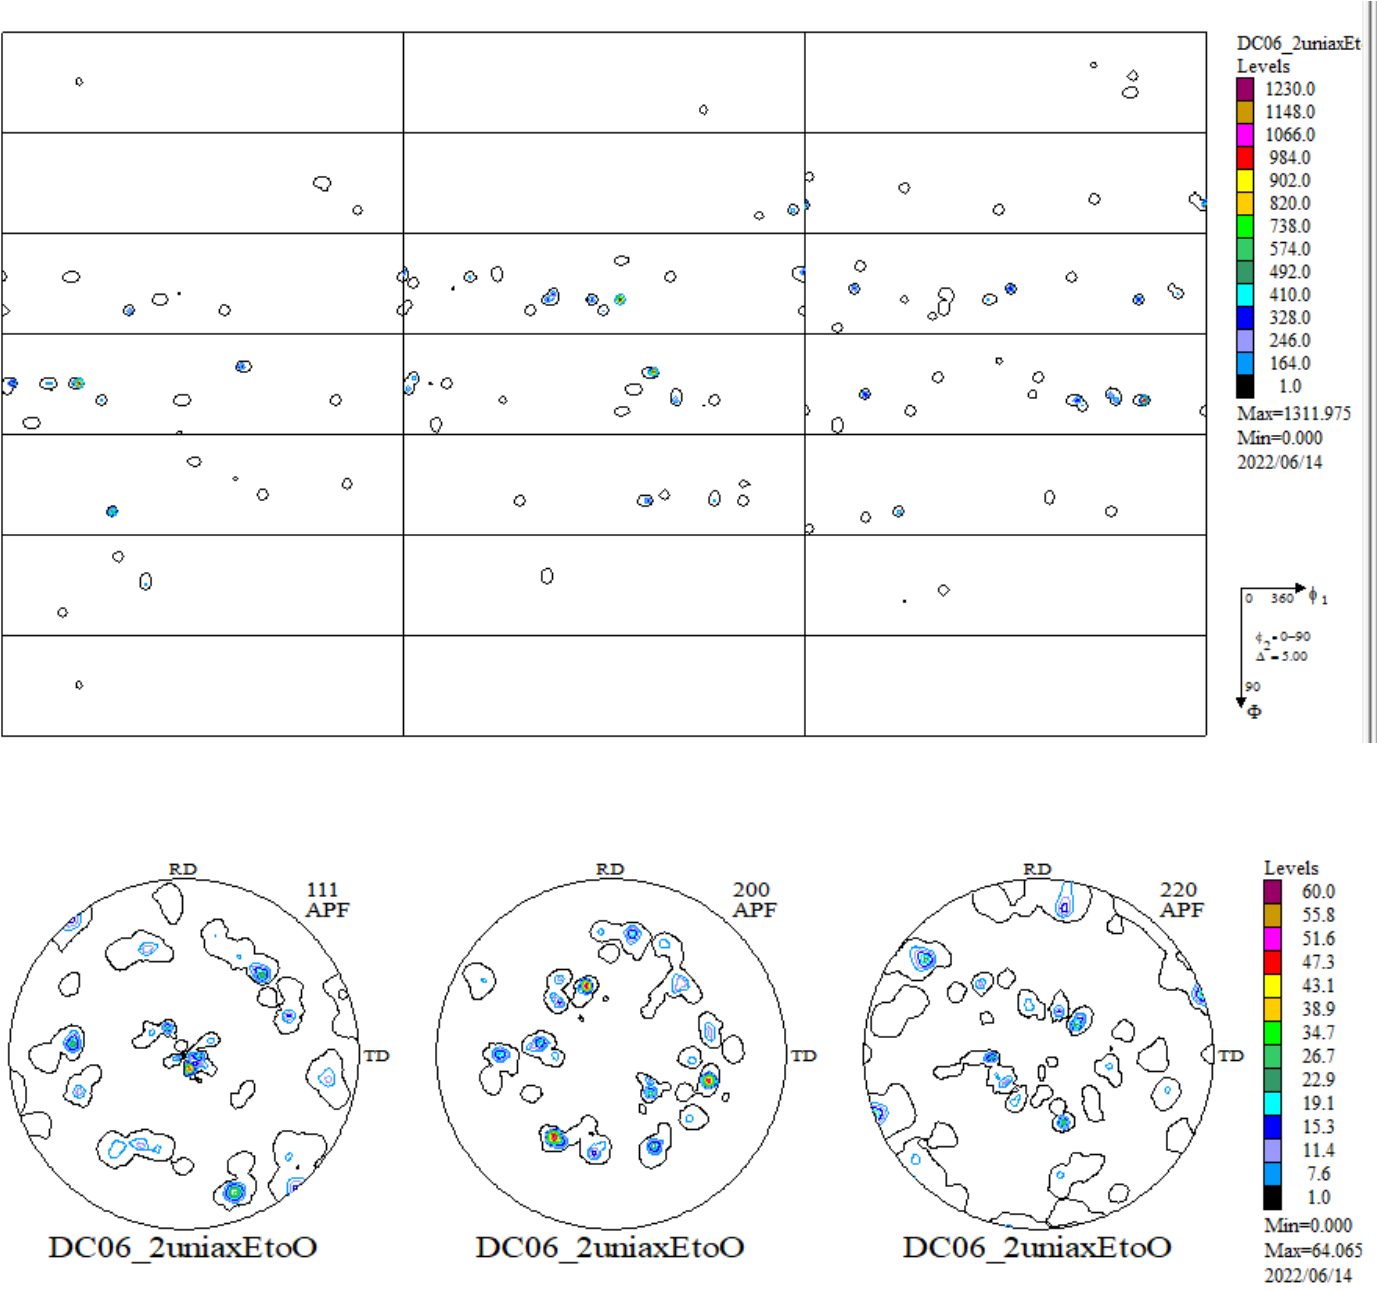 DC06_2uniaxEt
Levels
1230.0
1148.0
1066.0
984.0
902.0
820.0
738.0
574.0
492.0
410.0
328.0
246.0
164.0
1.0
Max=1311.975
Min=0.000
2022/06/14
0 360 ϕ 1
ϕ2 = 0-90
Δ = 5.00
90
Φ
RD
111
APF
TD
DC06_2uniaxEtoO
RD
200
APF
TD
DC06_2uniaxEtoO
RD
220
APF
TD
DC06_2uniaxEtoO
Levels
60.0
55.8
51.6
47.3
43.1
38.9
34.7
26.7
22.9
19.1
15.3
11.4
7.6
1.0
Min=0.000
Max=64.065
2022/06/14